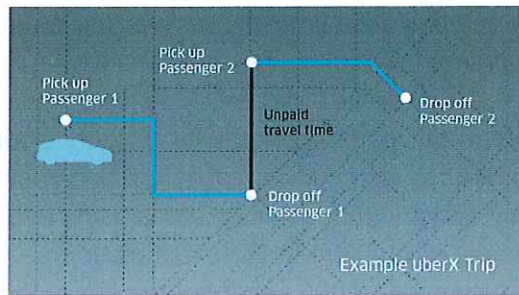 Pick up
Passenger 1
Pick up
Passenger 2
Unpaid
travel time
Drop off
Passenger 2
Drop off
Passenger 1
Example uberX Trip